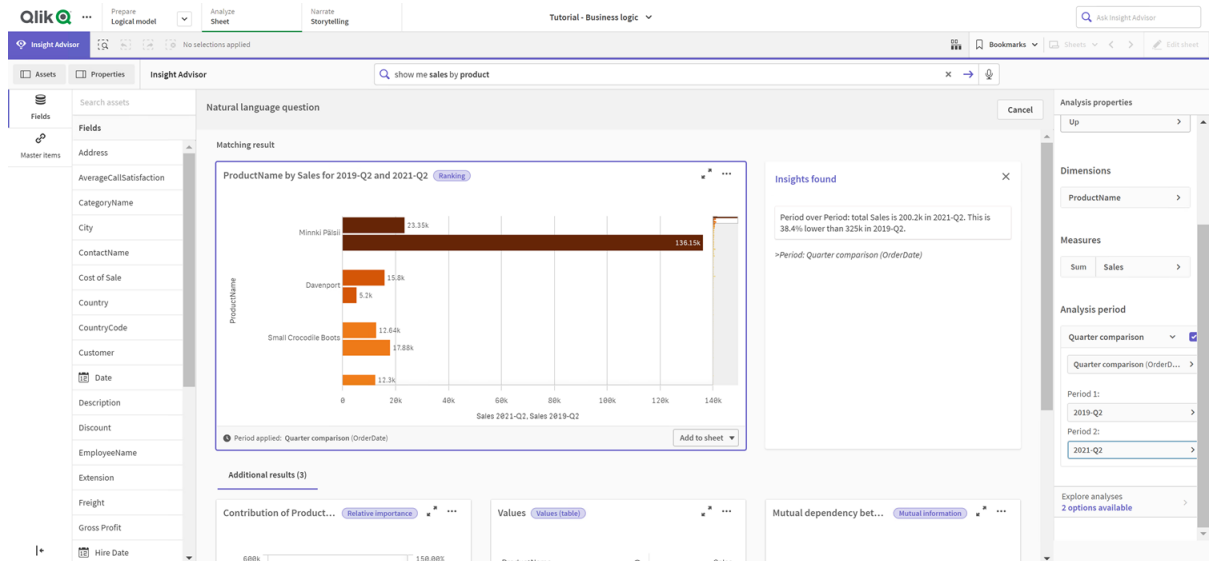 Qlik
Prepare
Logical model
Analyze
Sheet
Narrate
Storytelling
Tutorial - Business logic
Ask Insight Advisor
Insight Advisor
No selections applied
Bookmarks
Sheets
Edit sheet
Assets
Properties
Insight Advisor
show me sales by product
Fields
Master items
Search assets
Fields
Address
AverageCallSatisfaction
CategoryName
City
ContactName
Cost of Sale
Country
CountryCode
Customer
Date
Description
Discount
EmployeeName
Extension
Freight
Gross Profit
Hire Date
Natural language question
Cancel
Matching result
ProductName by Sales for 2019-Q2 and 2021-Q2
Ranking
ProductName
Minnki Pälsii
23.35k
136.15k
Davenport
15.8k
5.2k
Small Crocodile Boots
12.64k
17.88k
12.3k
0 20k 40k 60k 80k 100k 120k 140k
Sales 2021-Q2, Sales 2019-Q2
Period applied: Quarter comparison (OrderDate)
Add to sheet
Insights found
Period over Period: total Sales is 200.2k in 2021-Q2. This is
38.4% lower than 325k in 2019-Q2.
>Period: Quarter comparison (OrderDate)
Additional results (3)
Contribution of Product...
Relative importance
600k
150.00%
Values
Values (table)
Mutual dependency bet...
Mutual information
Analysis properties
Up
Dimensions
ProductName
Measures
Sum
Sales
Analysis period
Quarter comparison
Quarter comparison (OrderD...
Period 1:
2019-Q2
Period 2:
2021-Q2
Explore analyses
2 options available